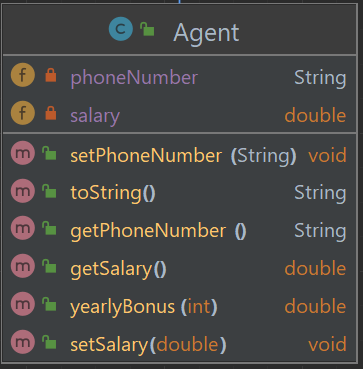 C Agent
f phoneNumber String
f salary double
m setPhoneNumber (String) void
m toString() String
m getPhoneNumber () String
m getSalary() double
m yearlyBonus (int) double
m setSalary(double) void